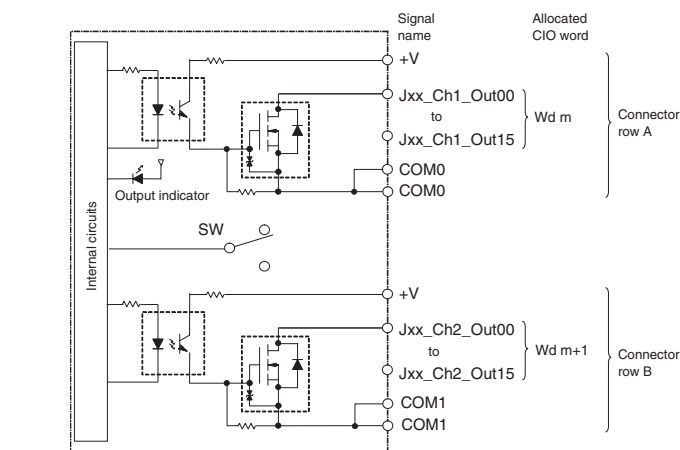 Signal name
Allocated CIO word
+V
Jxx_Ch1_Out00
to
Jxx_Ch1_Out15
Wd m
Connector row A
COM0
COM0
Output indicator
Internal circuits
SW
+V
Jxx_Ch2_Out00
to
Jxx_Ch2_Out15
Wd m+1
Connector row B
COM1
COM1